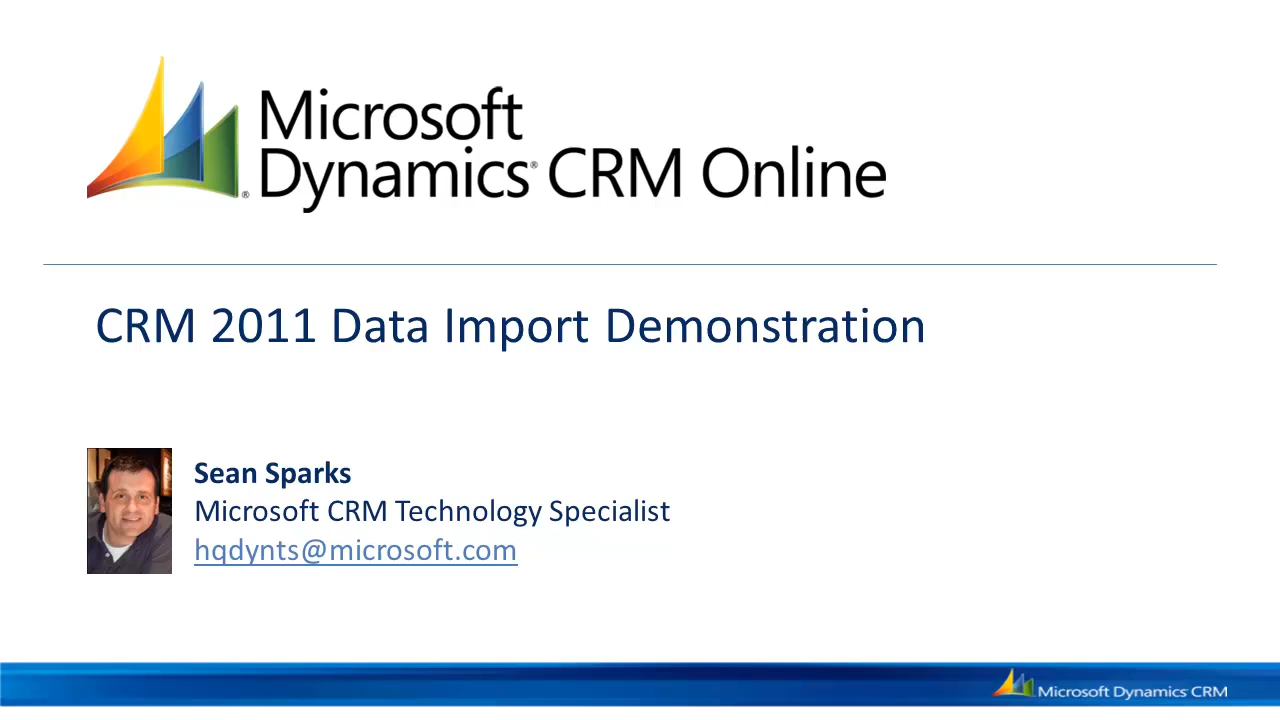 Microsoft
Dynamics® CRM Online
®
CRM 2011 Data Import Demonstration
Sean Sparks
Microsoft CRM Technology Specialist
hqdynts@microsoft.com
Microsoft Dynamics CRM